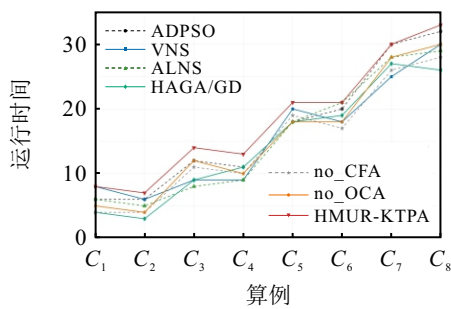 运行时间
30
20
10
0
ADPSO
VNS
ALNS
HAGA/GD
no_CFA
no_OCA
HMUR-KTPA
C₁ C₂ C₃ C₄ C₅ C₆ C₇ C₈
算例